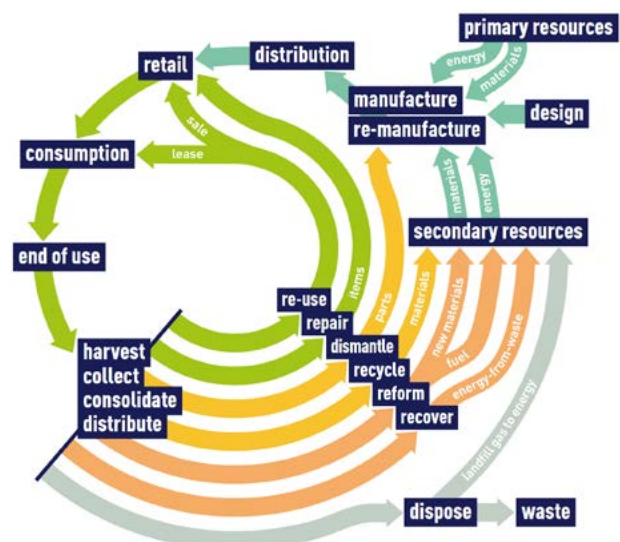 primary resources
distribution
retail
energy
materials
manufacture
re-manufacture
design
sale
lease
consumption
materials
energy
secondary resources
end of use
items
re-use
repair
dismantle
recycle
reform
recover
parts
materials
new materials
fuel
energy-from-waste
harvest
collect
consolidate
distribute
landfill gas to energy
dispose
waste